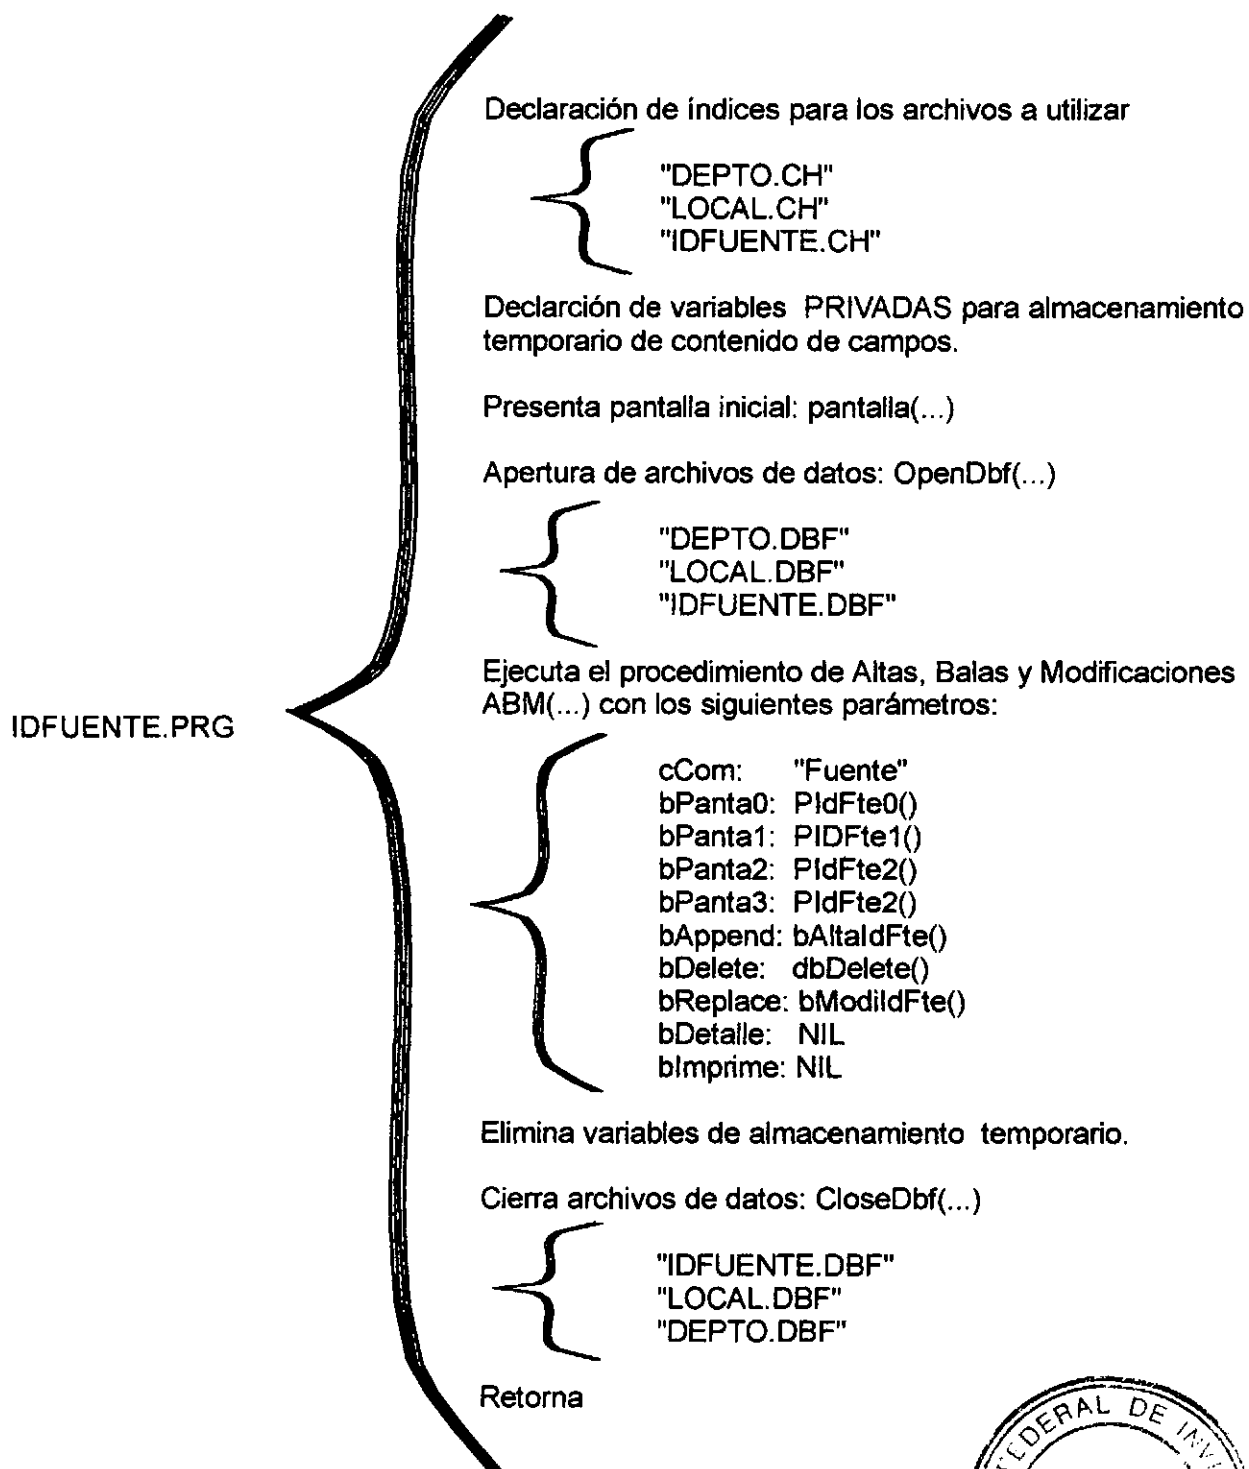 Declaración de índices para los archivos a utilizar
"DEPTO.CH"
"LOCAL.CH"
"IDFUENTE.CH"
Declarción de variables PRIVADAS para almacenamiento
temporario de contenido de campos.
Presenta pantalla inicial: pantalla(...)
Apertura de archivos de datos: OpenDbf(...)
"DEPTO.DBF"
"LOCAL.DBF"
"IDFUENTE.DBF"
Ejecuta el procedimiento de Altas, Balas y Modificaciones
ABM(...) con los siguientes parámetros:
IDFUENTE.PRG
cCom: "Fuente"
bPanta0: PIdFte0()
bPanta1: PIDFte1()
bPanta2: PIdFte2()
bPanta3: PIdFte2()
bAppend: bAltaIdFte()
bDelete: dbDelete()
bReplace: bModiIdFte()
bDetalle: NIL
bImprime: NIL
Elimina variables de almacenamiento temporario.
Cierra archivos de datos: CloseDbf(...)
"IDFUENTE.DBF"
"LOCAL.DBF"
"DEPTO.DBF"
Retorna
DE